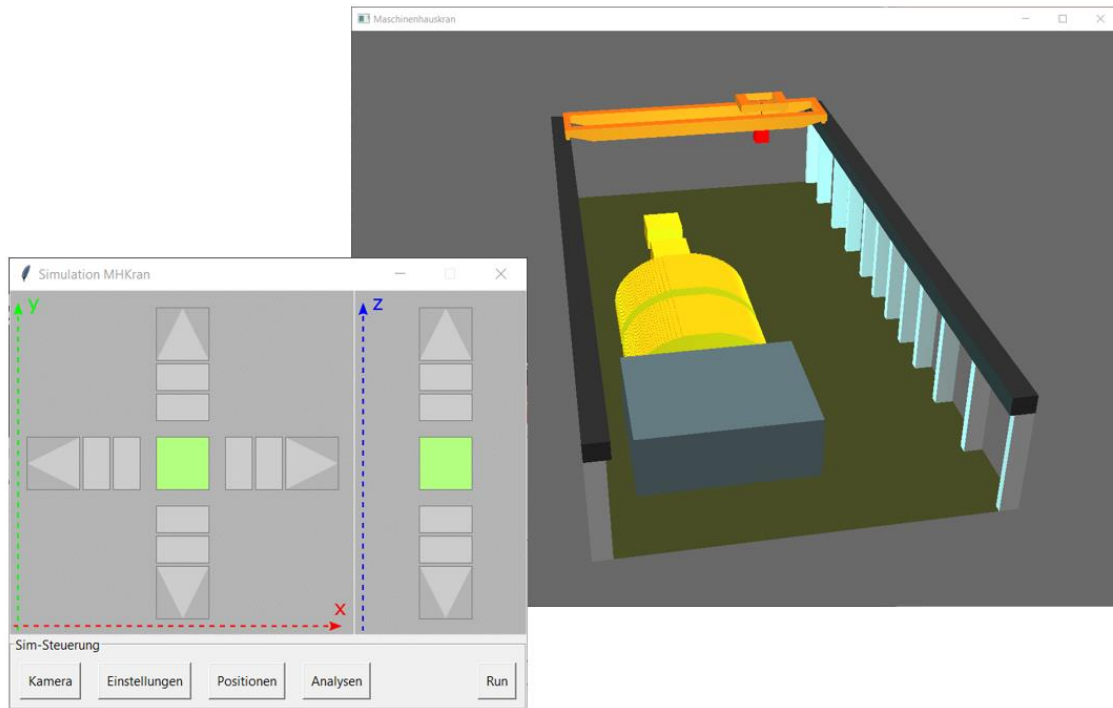 Maschinenhauskran
Simulation MHKran
y
z
x
Sim-Steuerung
Kamera
Einstellungen
Positionen
Analysen
Run